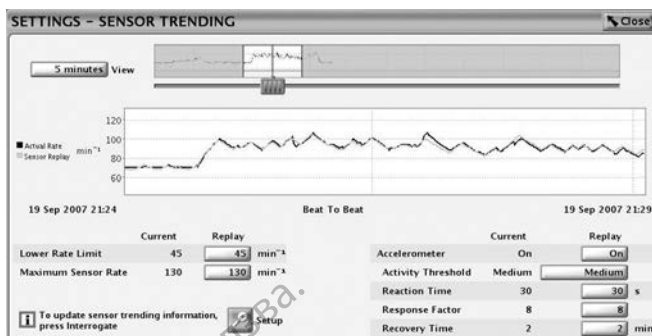 SETTINGS – SENSOR TRENDING
Close
5 minutes View
120
100
80
60
Actual Rate
Sensor Replay
min⁻¹
19 Sep 2007 21:24
Beat To Beat
19 Sep 2007 21:29
Current Replay
Lower Rate Limit 45 45 min⁻¹
Maximum Sensor Rate 130 130 min⁻¹
To update sensor trending information,
press Interrogate
Setup
Current Replay
Accelerometer On On
Activity Threshold Medium Medium
Reaction Time 30 30 s
Response Factor 8 8
Recovery Time 2 2 min